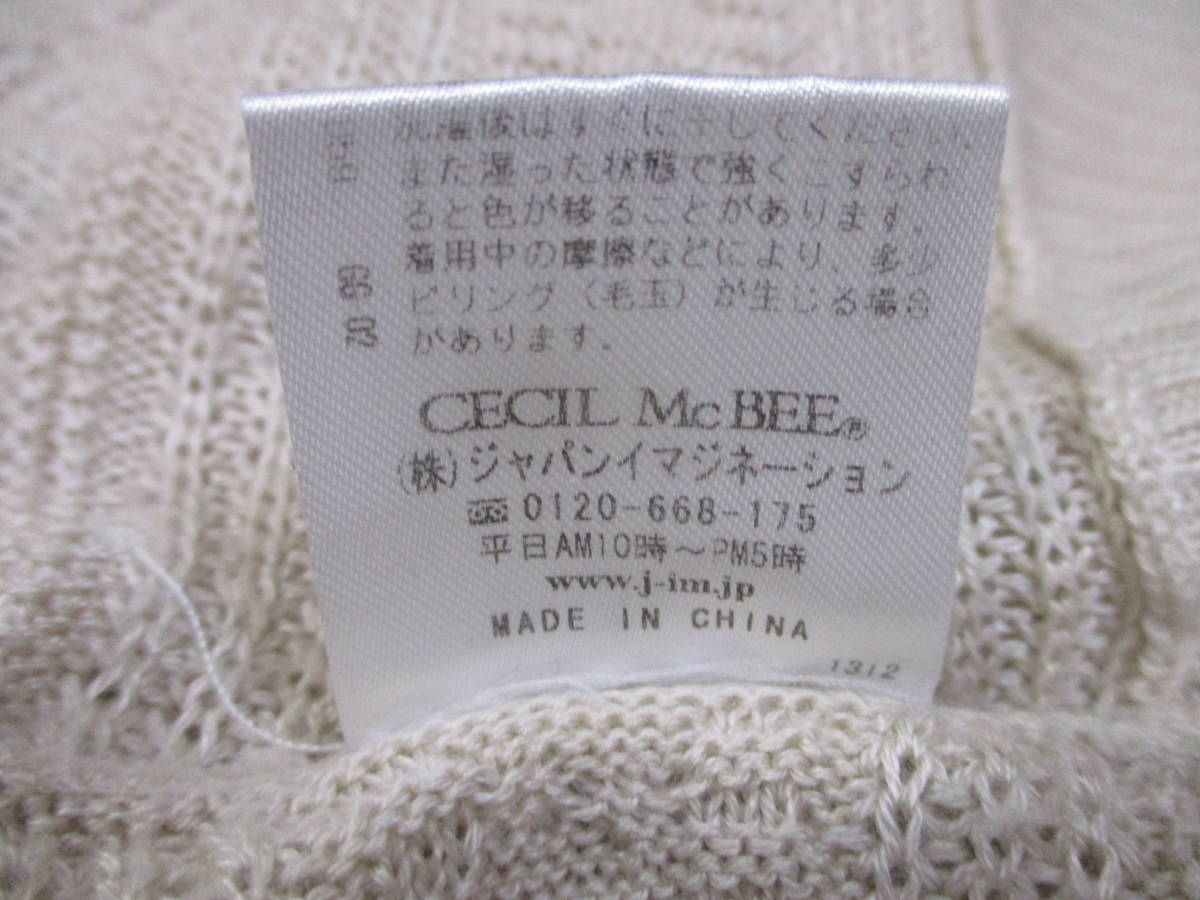 洗濯後はすぐに干してください。
また湿った状態で強くこすられ
ると色が移ることがあります。
着用中の摩擦などにより、多少
ピリング（毛玉）が生じる場合
があります。
CECIL McBEE®
(株)ジャパンイマジネーション
0120-668-175
平日AM10時～PM5時
www.j-im.jp
MADE IN CHINA
1312